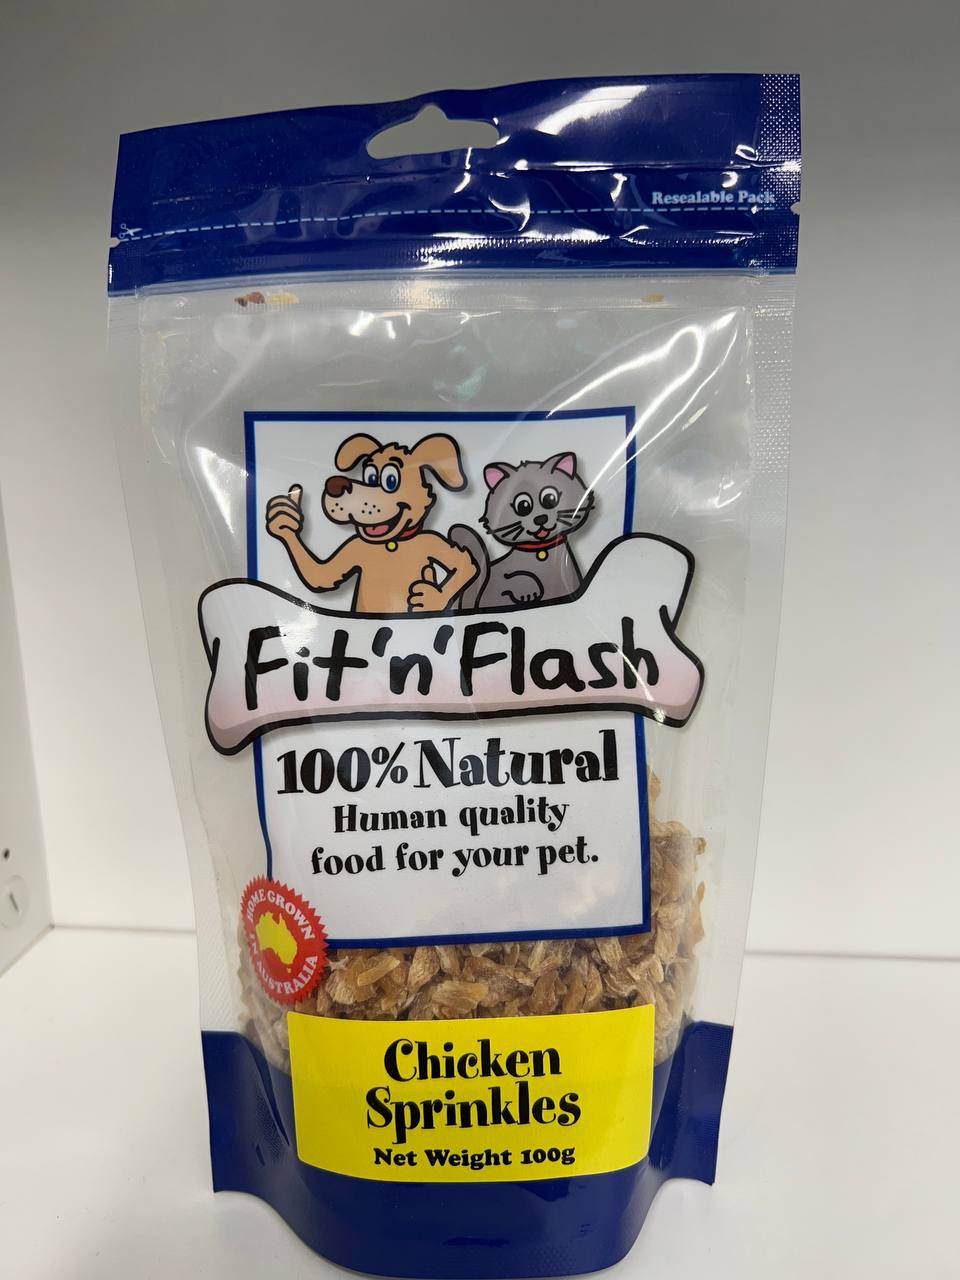 Resealable Pack
Fit'n'Flash
100% Natural
Human quality
food for your pet.
HOME GROWN
IN AUSTRALIA
Chicken
Sprinkles
Net Weight 100g